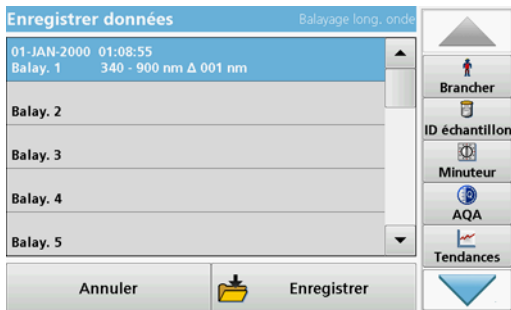 Enregistrer données
Balayage long. onde
01-JAN-2000 01:08:55
Balay. 1 340 - 900 nm Δ 001 nm
Balay. 2
Balay. 3
Balay. 4
Balay. 5
Annuler
Enregistrer
Brancher
ID échantillon
Minuteur
AQA
Tendances